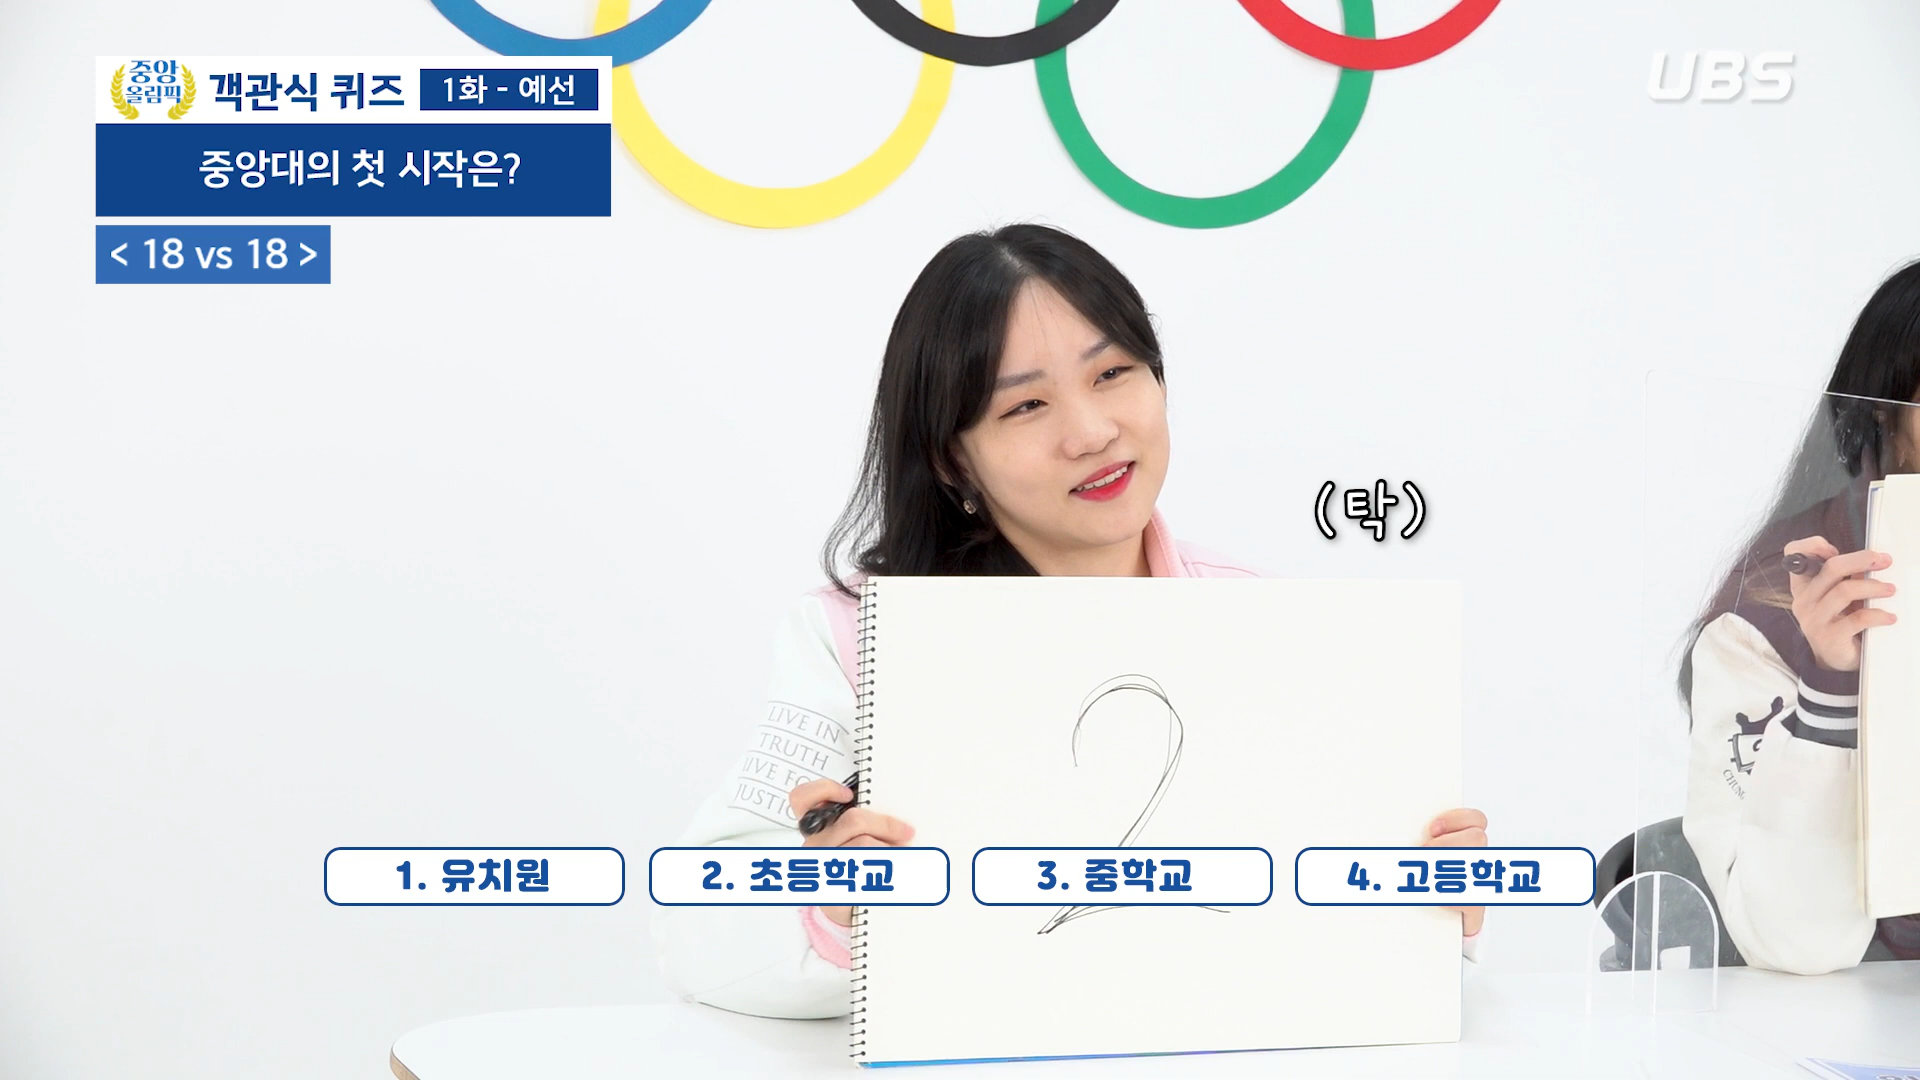 중앙
올림픽
객관식 퀴즈
1화 - 예선
UBS
중앙대의 첫 시작은?
< 18 vs 18 >
(탁)
LIVE IN
TRUTH
LIVE FO
JUSTIC
2
CHUNG
1. 유치원
2. 초등학교
3. 중학교
4. 고등학교